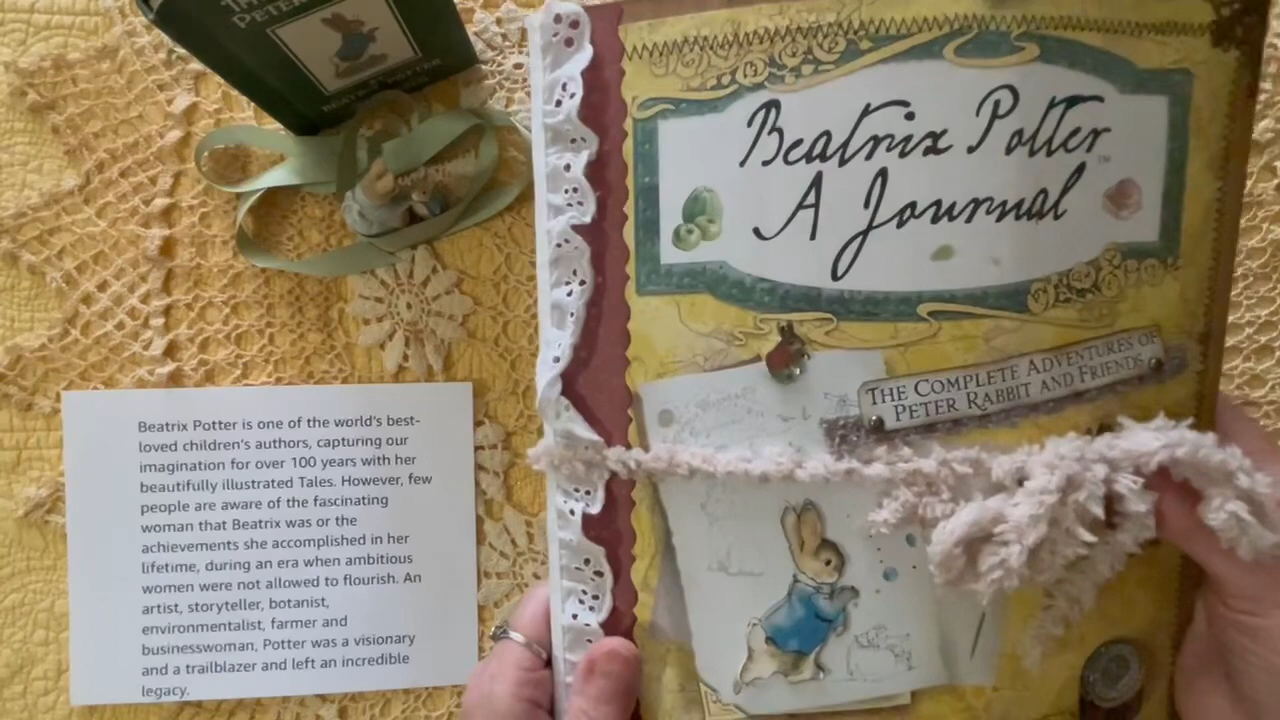 PETER
Beatrix Potter™
A Journal
THE COMPLETE ADVENTURES OF
PETER RABBIT AND FRIENDS
Beatrix Potter is one of the world's best-
loved children's authors, capturing our
imagination for over 100 years with her
beautifully illustrated Tales. However, few
people are aware of the fascinating
woman that Beatrix was or the
achievements she accomplished in her
lifetime, during an era when ambitious
women were not allowed to flourish. An
artist, storyteller, botanist,
environmentalist, farmer and
businesswoman, Potter was a visionary
and a trailblazer and left an incredible
legacy.